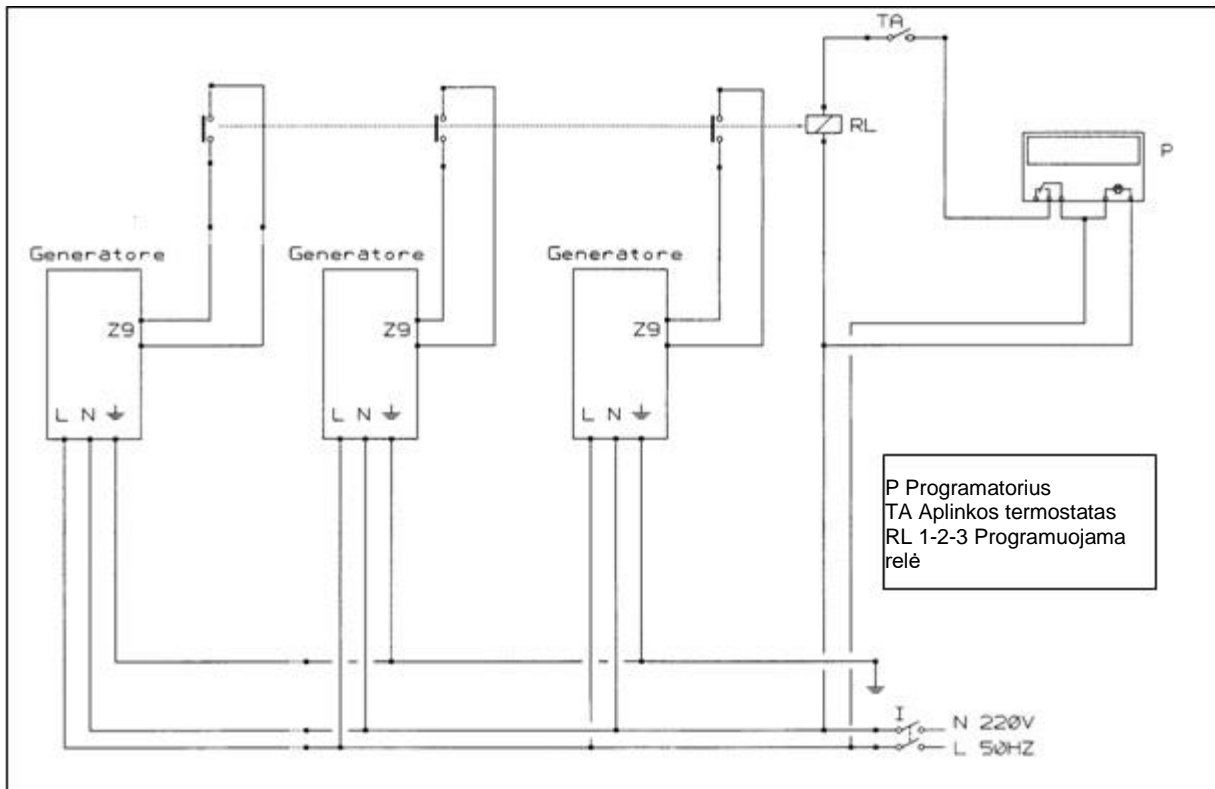 TA
RL
P
Generatore Generatore Generatore
Z9 Z9 Z9
L N L N L N
P Programatorius
TA Aplinkos termostatas
RL 1-2-3 Programuojama
relė
I
N 220V
L 50HZ